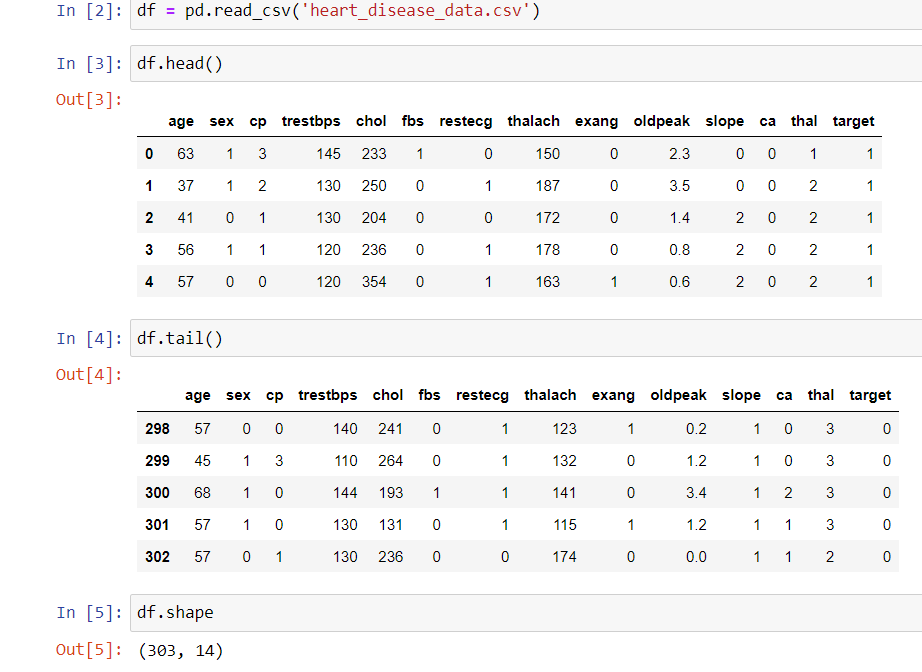 In [2]: df = pd.read_csv('heart_disease_data.csv')
In [3]: df.head()
Out[3]:
age sex cp trestbps chol fbs restecg thalach exang oldpeak slope ca thal target
0 63 1 3 145 233 1 0 150 0 2.3 0 0 1 1
1 37 1 2 130 250 0 1 187 0 3.5 0 0 2 1
2 41 0 1 130 204 0 0 172 0 1.4 2 0 2 1
3 56 1 1 120 236 0 1 178 0 0.8 2 0 2 1
4 57 0 0 120 354 0 1 163 1 0.6 2 0 2 1
In [4]: df.tail()
Out[4]:
age sex cp trestbps chol fbs restecg thalach exang oldpeak slope ca thal target
298 57 0 0 140 241 0 1 123 1 0.2 1 0 3 0
299 45 1 3 110 264 0 1 132 0 1.2 1 0 3 0
300 68 1 0 144 193 1 1 141 0 3.4 1 2 3 0
301 57 1 0 130 131 0 1 115 1 1.2 1 1 3 0
302 57 0 1 130 236 0 0 174 0 0.0 1 1 2 0
In [5]: df.shape
Out[5]: (303, 14)